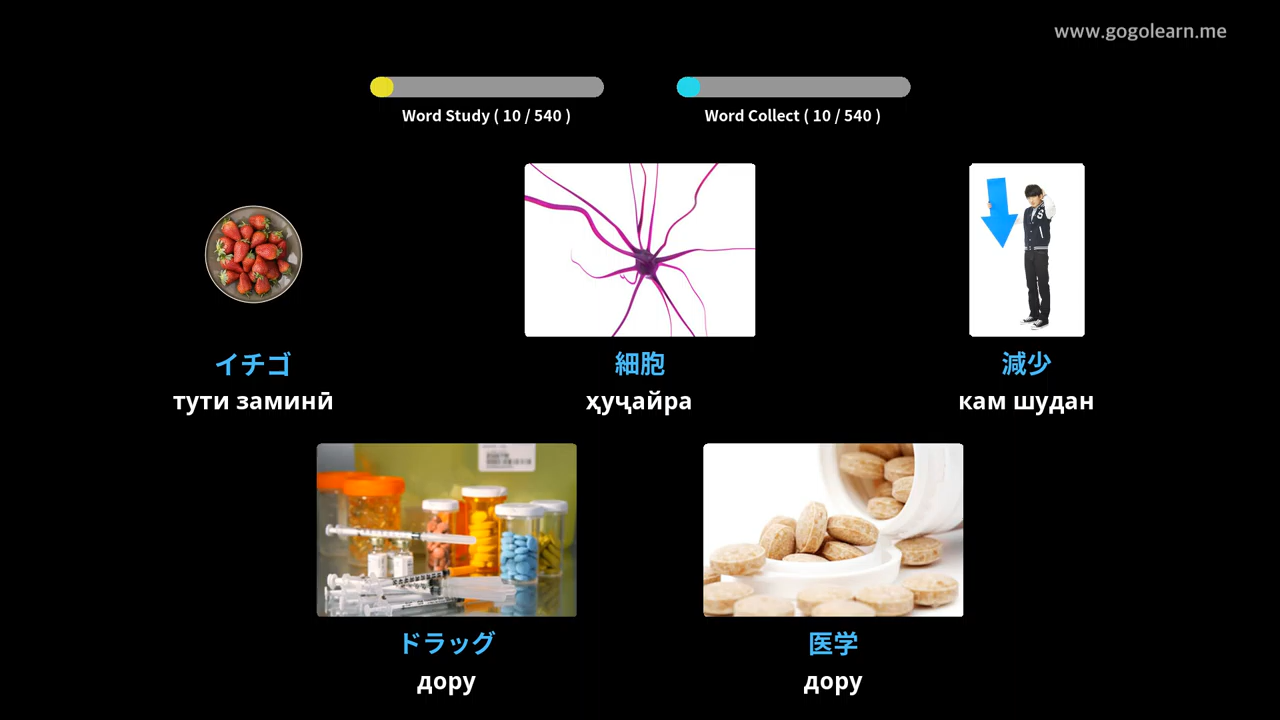 www.gogolearn.me
Word Study ( 10 / 540 )
Word Collect ( 10 / 540 )
イチゴ
细胞
減少
тути заминӣ
ҳуҷайра
кам шудан
ドラッグ
医学
дору
дору